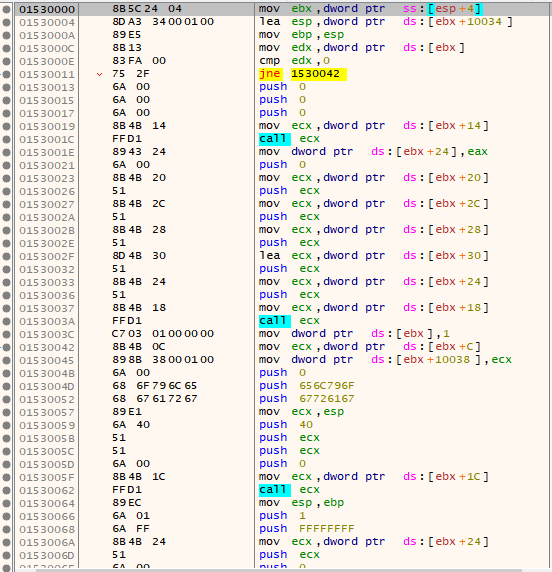 01530000 8B5C24 04 mov ebx,dword ptr ss:[esp+4]
01530004 8DA3 34000100 lea esp,dword ptr ds:[ebx+10034]
0153000A 89E5 mov ebp,esp
0153000C 8B13 mov edx,dword ptr ds:[ebx]
0153000E 83FA 00 cmp edx,0
01530011 75 2F jne 1530042
01530013 6A 00 push 0
01530015 6A 00 push 0
01530017 6A 00 push 0
01530019 8B4B 14 mov ecx,dword ptr ds:[ebx+14]
0153001C FFD1 call ecx
0153001E 8943 24 mov dword ptr ds:[ebx+24],eax
01530021 6A 00 push 0
01530023 8B4B 20 mov ecx,dword ptr ds:[ebx+20]
01530026 51 push ecx
01530027 8B4B 2C mov ecx,dword ptr ds:[ebx+2C]
0153002A 51 push ecx
0153002B 8B4B 28 mov ecx,dword ptr ds:[ebx+28]
0153002E 51 push ecx
0153002F 8D4B 30 lea ecx,dword ptr ds:[ebx+30]
01530032 51 push ecx
01530033 8B4B 24 mov ecx,dword ptr ds:[ebx+24]
01530036 51 push ecx
01530037 8B4B 18 mov ecx,dword ptr ds:[ebx+18]
0153003A FFD1 call ecx
0153003C C703 01000000 mov dword ptr ds:[ebx],1
01530042 8B4B 0C mov ecx,dword ptr ds:[ebx+C]
01530045 898B 38000100 mov dword ptr ds:[ebx+10038],ecx
0153004B 6A 00 push 0
0153004D 68 6F796C65 push 656C796F
01530052 68 67617267 push 67726167
01530057 89E1 mov ecx,esp
01530059 6A 40 push 40
0153005B 51 push ecx
0153005C 51 push ecx
0153005D 6A 00 push 0
0153005F 8B4B 1C mov ecx,dword ptr ds:[ebx+1C]
01530062 FFD1 call ecx
01530064 89EC mov esp,ebp
01530066 6A 01 push 1
01530068 6A FF push FFFFFFFF
0153006A 8B4B 24 mov ecx,dword ptr ds:[ebx+24]
0153006D 51 push ecx
0153006E 6A 00 push 0